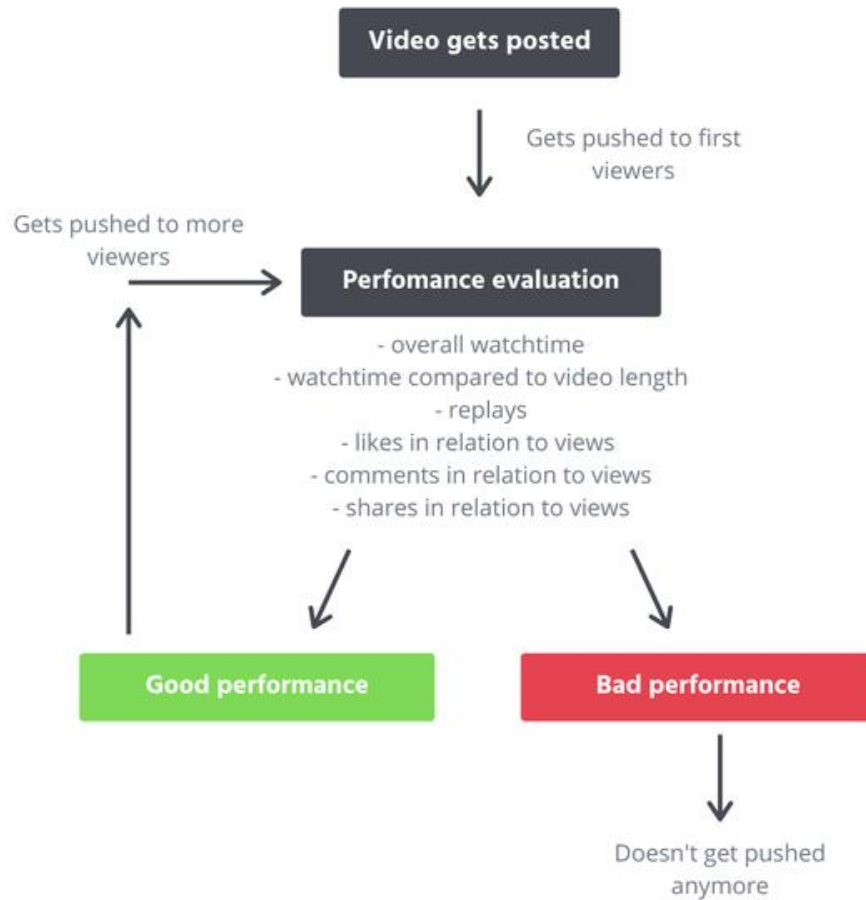 Video gets posted
Gets pushed to first
viewers
Gets pushed to more
viewers
Perfomance evaluation
- overall watchtime
- watchtime compared to video length
- replays
- likes in relation to views
- comments in relation to views
- shares in relation to views
Good performance
Bad performance
Doesn't get pushed
anymore